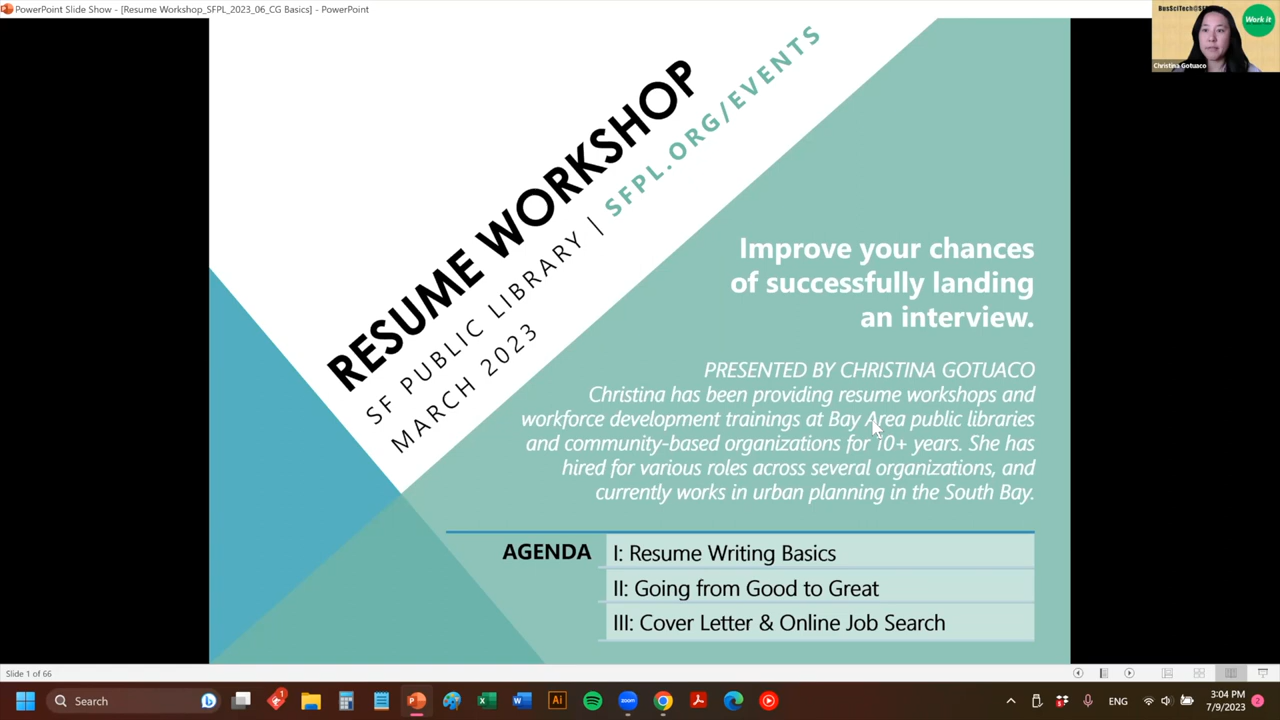 PowerPoint Slide Show - [Resume Workshop_SFPL_2023_06_CG Basics] - PowerPoint
Work it
Christina Gotuaco
RESUME WORKSHOP
SF PUBLIC LIBRARY | SFPL.ORG/EVENTS
MARCH 2023
Improve your chances
of successfully landing
an interview.
PRESENTED BY CHRISTINA GOTUACO
Christina has been providing resume workshops and
workforce development trainings at Bay Area public libraries
and community-based organizations for 10+ years. She has
hired for various roles across several organizations, and
currently works in urban planning in the South Bay.
AGENDA
I: Resume Writing Basics
II: Going from Good to Great
III: Cover Letter & Online Job Search
Slide 1 of 66
Search
1
Ai
zoom
ENG
3:04 PM
7/9/2023
2